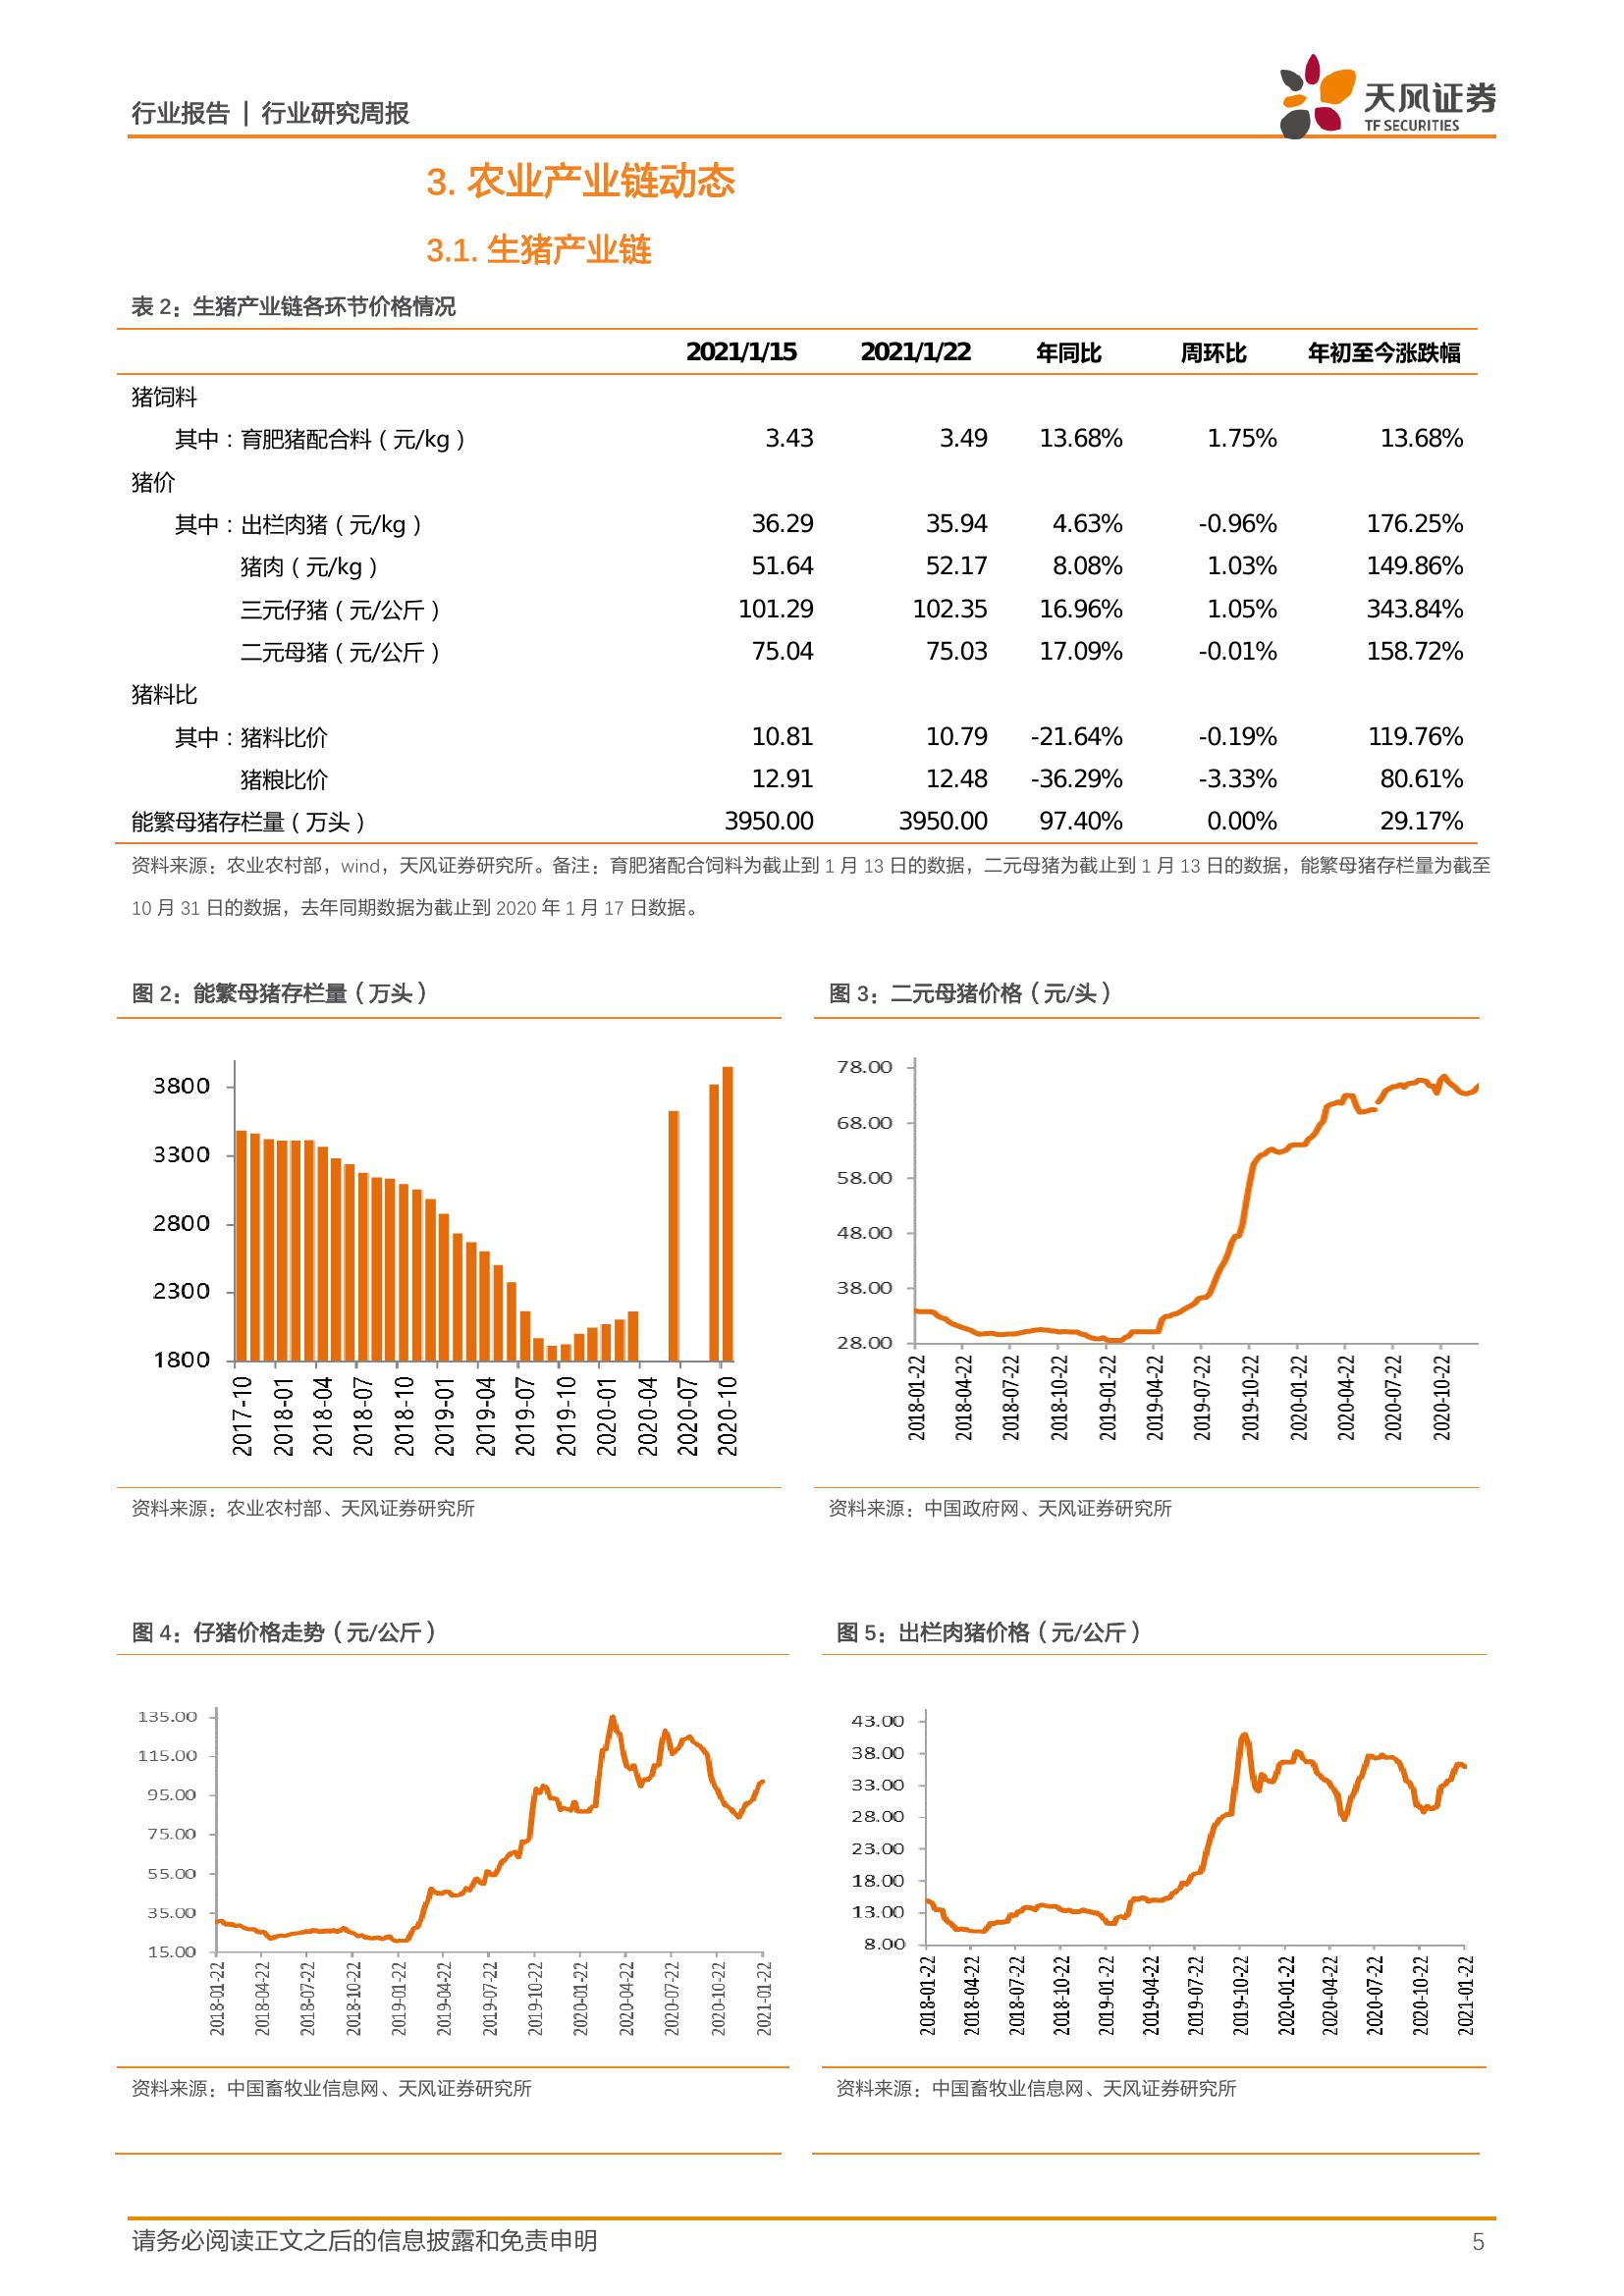 行业报告 | 行业研究周报
天风证券
TF SECURITIES
3. 农业产业链动态
3.1. 生猪产业链
表 2：生猪产业链各环节价格情况
2021/1/15 2021/1/22 年同比 周环比 年初至今涨跌幅
猪饲料
其中：育肥猪配合料（元/kg） 3.43 3.49 13.68% 1.75% 13.68%
猪价
其中：出栏肉猪（元/kg） 36.29 35.94 4.63% -0.96% 176.25%
猪肉（元/kg） 51.64 52.17 8.08% 1.03% 149.86%
三元仔猪（元/公斤） 101.29 102.35 16.96% 1.05% 343.84%
二元母猪（元/公斤） 75.04 75.03 17.09% -0.01% 158.72%
猪料比
其中：猪料比价 10.81 10.79 -21.64% -0.19% 119.76%
猪粮比价 12.91 12.48 -36.29% -3.33% 80.61%
能繁母猪存栏量（万头） 3950.00 3950.00 97.40% 0.00% 29.17%
资料来源：农业农村部，wind，天风证券研究所。备注：育肥猪配合饲料为截止到 1 月 13 日的数据，二元母猪为截止到 1 月 13 日的数据，能繁母猪存栏量为截至
10 月 31 日的数据，去年同期数据为截止到 2020 年 1 月 17 日数据。
图 2：能繁母猪存栏量（万头）
3800
3300
2800
2300
1800
2017-10 2018-01 2018-04 2018-07 2018-10 2019-01 2019-04 2019-07 2019-10 2020-01 2020-04 2020-07 2020-10
资料来源：农业农村部、天风证券研究所
图 3：二元母猪价格（元/头）
78.00
68.00
58.00
48.00
38.00
28.00
2018-01-22 2018-04-22 2018-07-22 2018-10-22 2019-01-22 2019-04-22 2019-07-22 2019-10-22 2020-01-22 2020-04-22 2020-07-22 2020-10-22
资料来源：中国政府网、天风证券研究所
图 4：仔猪价格走势（元/公斤）
135.00
115.00
95.00
75.00
55.00
35.00
15.00
2018-01-22 2018-04-22 2018-07-22 2018-10-22 2019-01-22 2019-04-22 2019-07-22 2019-10-22 2020-01-22 2020-04-22 2020-07-22 2020-10-22 2021-01-22
资料来源：中国畜牧业信息网、天风证券研究所
图 5：出栏肉猪价格（元/公斤）
43.00
38.00
33.00
28.00
23.00
18.00
13.00
8.00
2018-01-22 2018-04-22 2018-07-22 2018-10-22 2019-01-22 2019-04-22 2019-07-22 2019-10-22 2020-01-22 2020-04-22 2020-07-22 2020-10-22 2021-01-22
资料来源：中国畜牧业信息网、天风证券研究所
请务必阅读正文之后的信息披露和免责申明 5